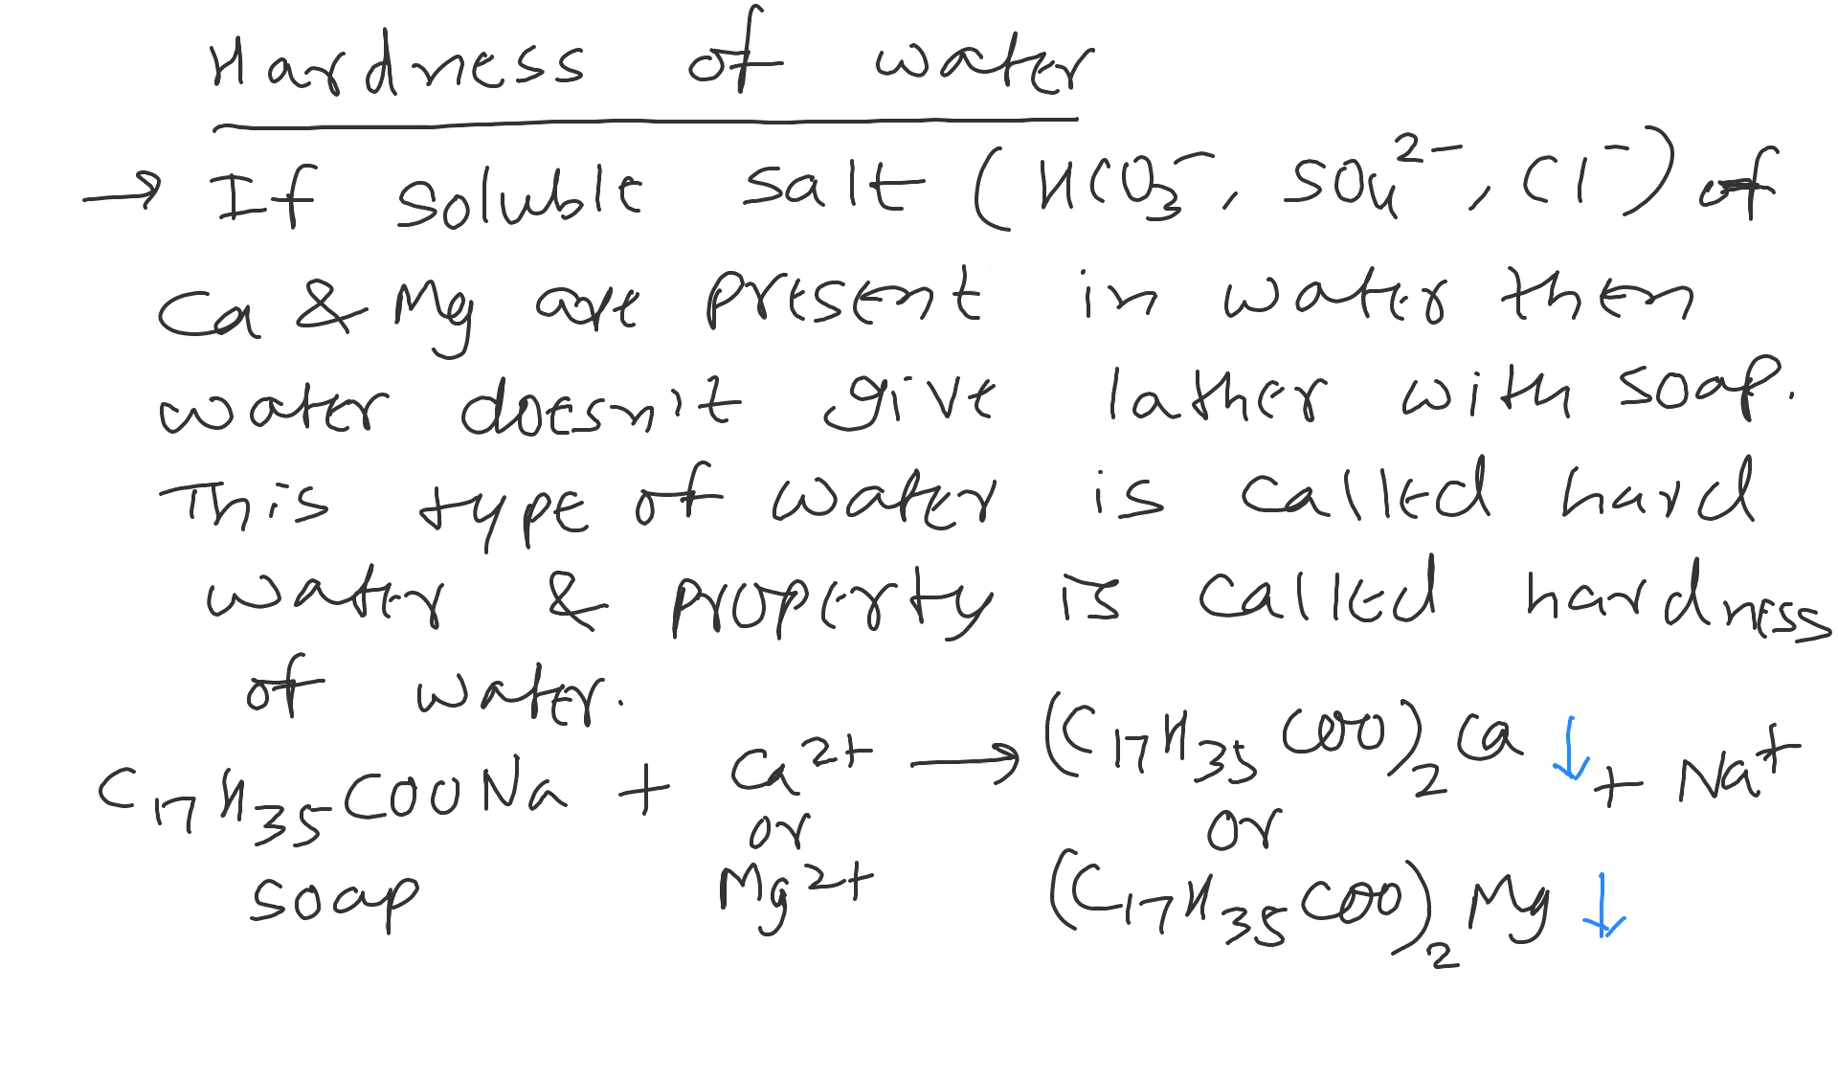 Hardness of water
→ If soluble salt (HCO₃⁻, SO₄²⁻, Cl⁻) of
Ca & Mg are present in water then
water doesn't give lather with soap.
This type of water is called hard
water & property is called hardness
of water.
C₁₇H₃₅COONa + Ca²⁺ → (C₁₇H₃₅COO)₂Ca ↓ + Na⁺
or or
soap Mg²⁺ (C₁₇H₃₅COO)₂Mg ↓